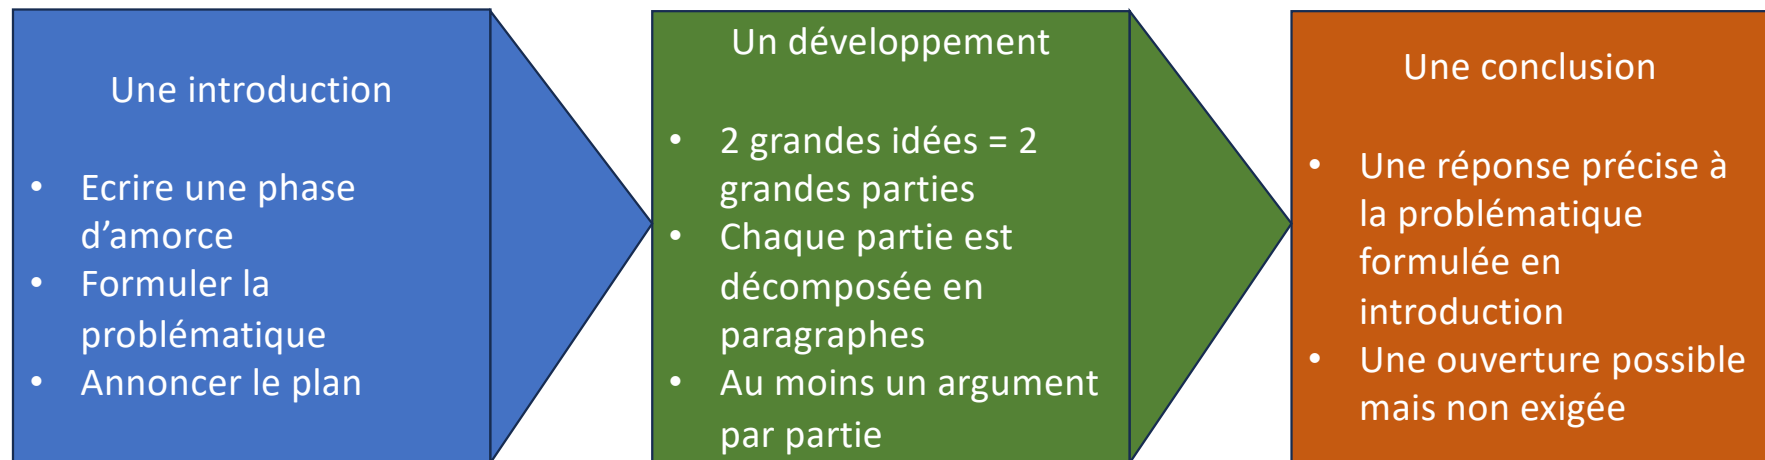 Une introduction
• Ecrire une phase
d’amorce
• Formuler la
problématique
• Annoncer le plan
Un développement
• 2 grandes idées = 2
grandes parties
• Chaque partie est
décomposée en
paragraphes
• Au moins un argument
par partie
Une conclusion
• Une réponse précise à
la problématique
formulée en
introduction
• Une ouverture possible
mais non exigée